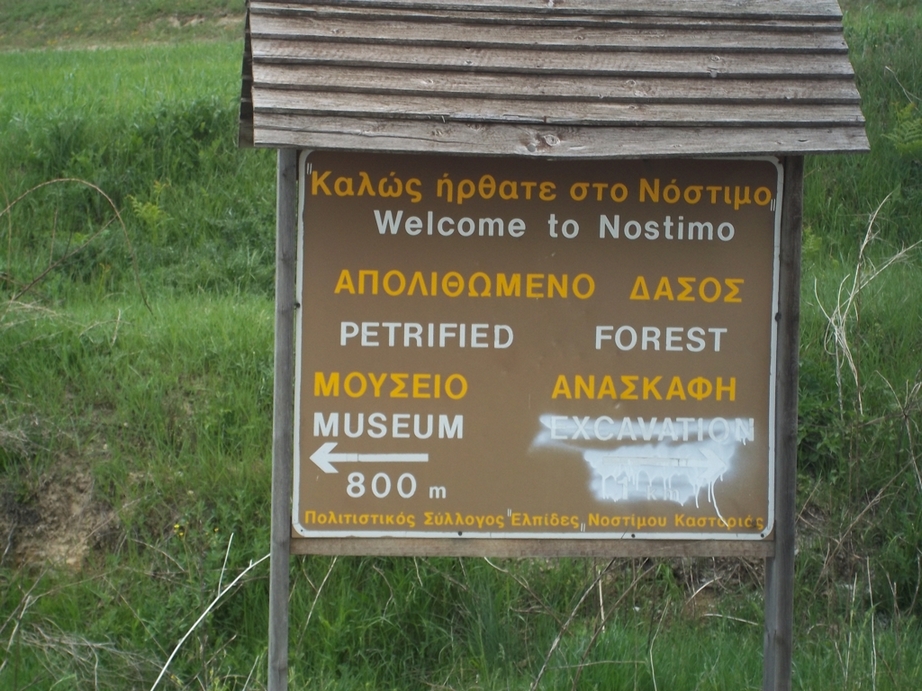 "Καλώς ήρθατε στο Νόστιμο"
Welcome to Nostimo
ΑΠΟΛΙΘΩΜΕΝΟ ΔΑΣΟΣ
PETRIFIED FOREST
ΜΟΥΣΕΙΟ ΑΝΑΣΚΑΦΗ
MUSEUM EXCAVATION
800 m
Πολιτιστικός Σύλλογος "Ελπίδες" Νοστίμου Καστοριάς